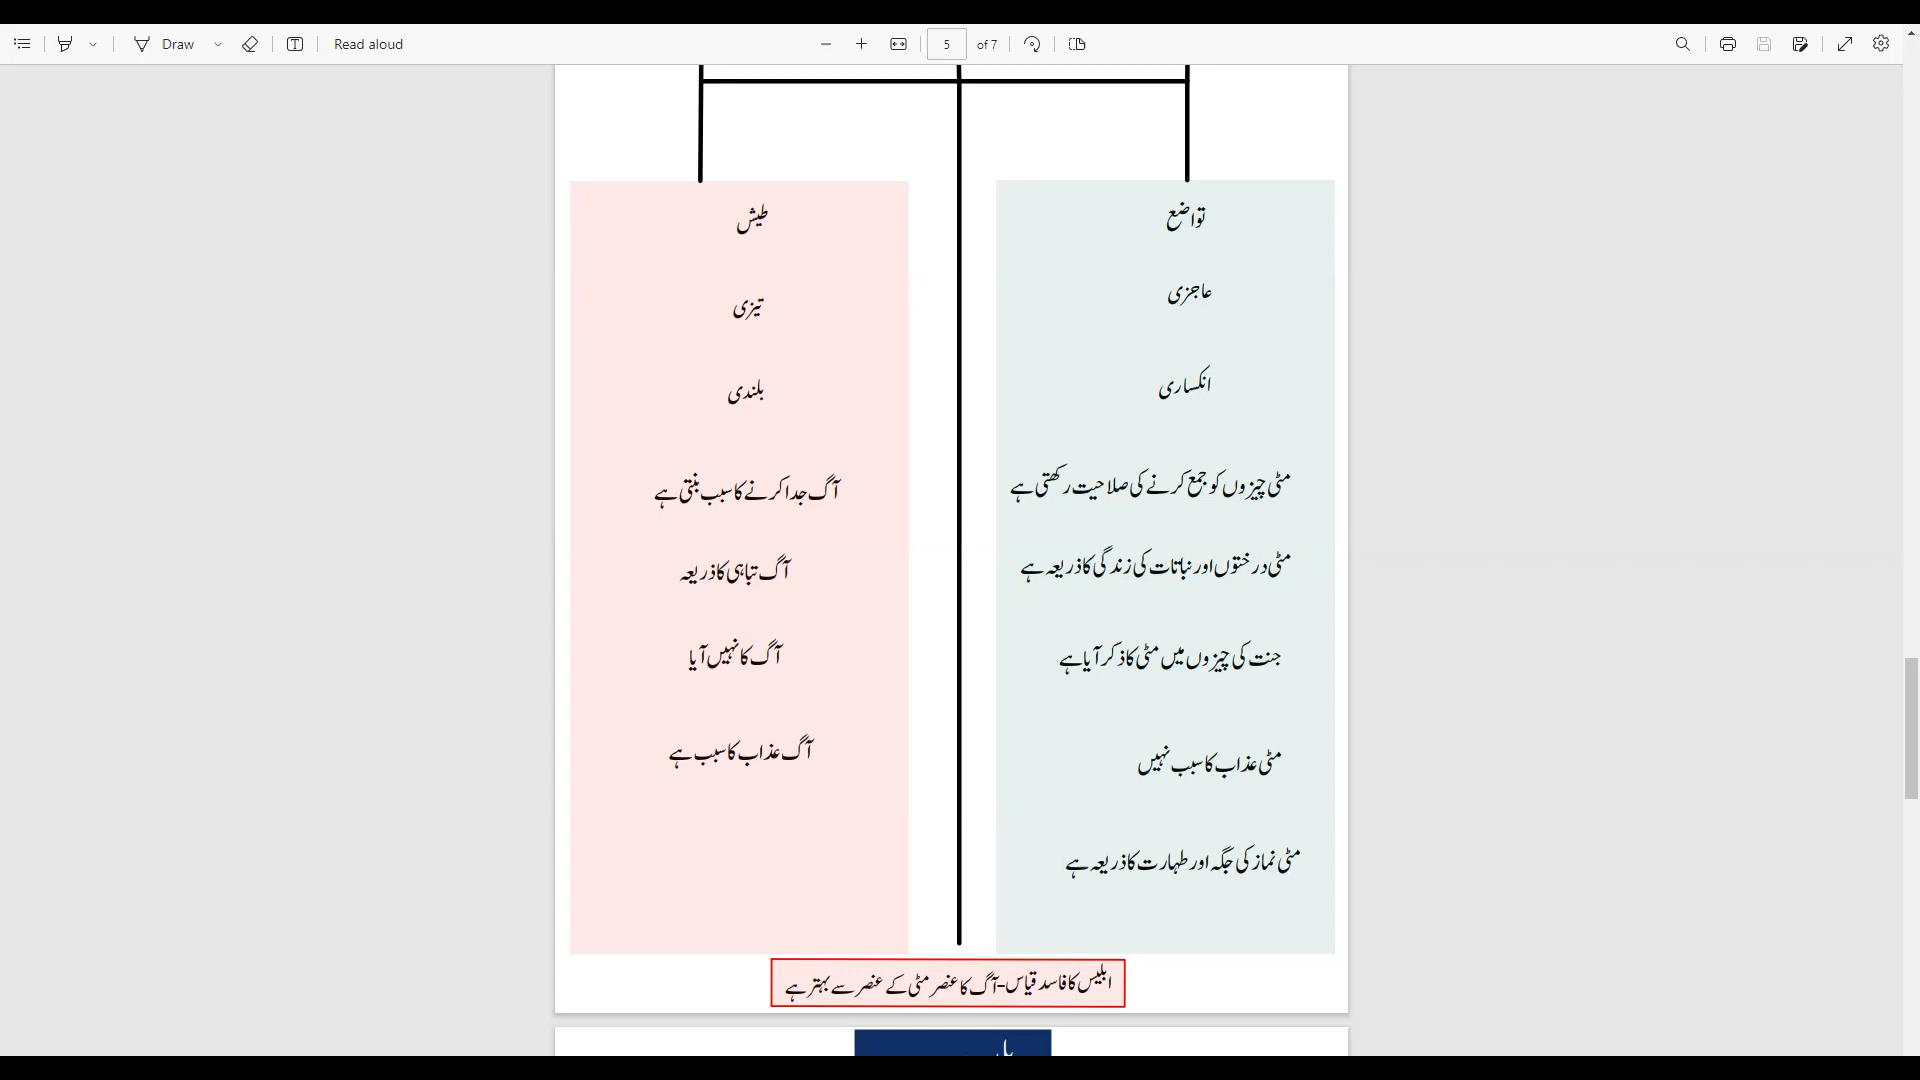 Draw
Read aloud
5 of 7
تواضع
عاجزی
انکساری
مٹی چیزوں کو جمع کرنے کی صلاحیت رکھتی ہے
مٹی درختوں اور نباتات کی زندگی کا ذریعہ ہے
جنت کی چیزوں میں مٹی کا ذکر آیا ہے
مٹی عذاب کا سبب نہیں
مٹی نماز کی جگہ اور طہارت کا ذریعہ ہے
طیش
تیزی
بلندی
آگ جدا کرنے کا سبب بنتی ہے
آگ تباہی کا ذریعہ
آگ کا نہیں آیا
آگ عذاب کا سبب ہے
ابلیس کا فاسد قیاس-آگ کا عنصر مٹی کے عنصر سے بہتر ہے